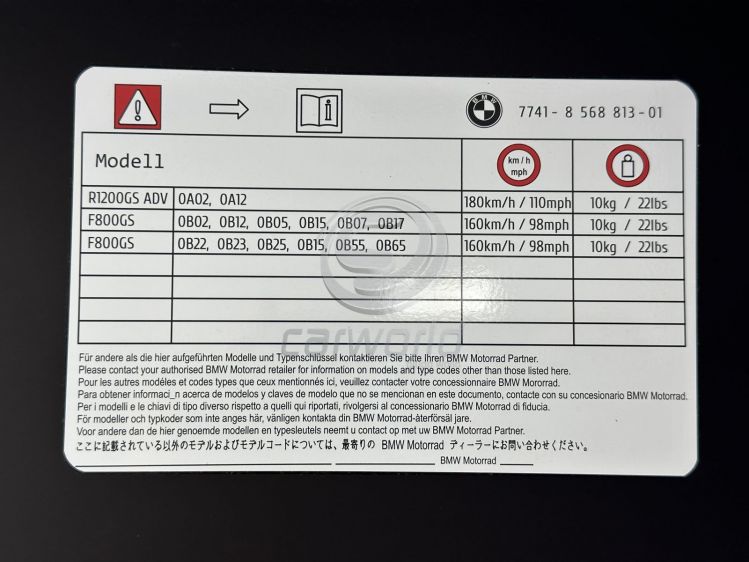 BMW 7741- 8 568 813-01
Modell km/h mph
R1200GS ADV 0A02, 0A12 180km/h / 110mph 10kg / 22lbs
F800GS 0B02, 0B12, 0B05, 0B15, 0B07, 0B17 160km/h / 98mph 10kg / 22lbs
F800GS 0B22, 0B23, 0B25, 0B15, 0B55, 0B65 160km/h / 98mph 10kg / 22lbs
carworld
Für andere als die hier aufgeführten Modelle und Typenschlüssel kontaktieren Sie bitte Ihren BMW Motorrad Partner.
Please contact your authorised BMW Motorrad retailer for information on models and type codes other than those listed here.
Pour les autres modéles et codes types que ceux mentionnés ici, veuillez contacter votre concessionnaire BMW Mororrad.
Para obtener informaci_n acerca de modelos y claves de modelo que no se mencionan en este documento, contacte con su concesionario BMW Motorrad.
Per i modelli e le chiavi di tipo diverso rispetto a quelli qui riportati, rivolgersi al concessionario BMW Motorrad di fiducia.
För modeller och typkoder som inte anges här, vänligen kontakta din BMW Motorrad-återförsäl jare.
Voor andere dan de hier genoemde modellen en typesleutels neemt u contact op met uw BMW Motorrad Partner.
ここに記載されている以外のモデルおよびモデルコードについては、最寄りの BMW Motorrad ディーラーにお問い合わせください。
BMW Motorrad